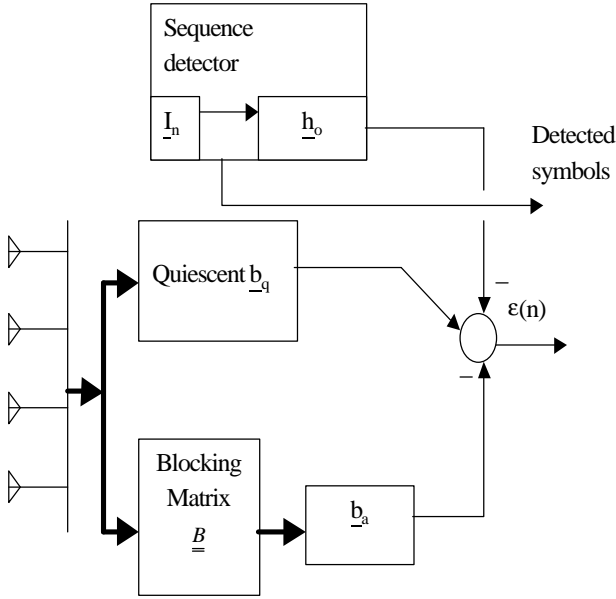 Sequence
detector
I̲n
h̲o
Detected
symbols
Quiescent b̲q
−
ε(n)
−
Blocking
Matrix
B
b̲a